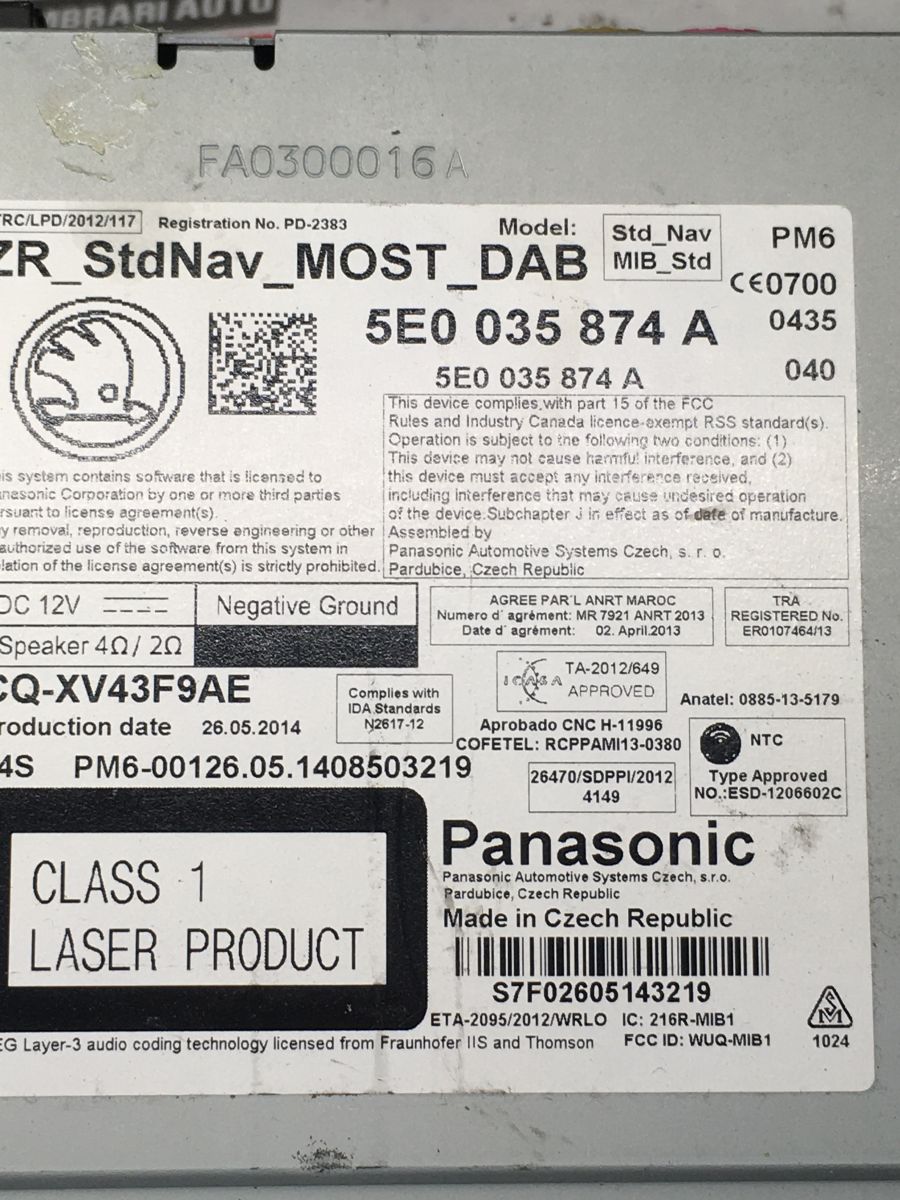 MBRARI AUTO
FA0300016A
TRC/LPD/2012/117
Registration No. PD-2383
Model:
Std_Nav
MIB_Std
PM6
ZR_StdNav_MOST_DAB
CE0700
5E0 035 874 A
0435
5E0 035 874 A
040
This device complies with part 15 of the FCC
Rules and Industry Canada licence-exempt RSS standard(s).
Operation is subject to the following two conditions: (1)
This device may not cause harmful interference, and (2)
this device must accept any interference received,
including interference that may cause undesired operation
of the device.Subchapter J in effect as of date of manufacture.
Assembled by
Panasonic Automotive Systems Czech, s. r. o.
Pardubice, Czech Republic
his system contains software that is licensed to
anasonic Corporation by one or more third parties
rsuant to license agreement(s).
y removal, reproduction, reverse engineering or other
authorized use of the software from this system in
lation of the license agreement(s) is strictly prohibited.
DC 12V
Negative Ground
Speaker 4Ω/ 2Ω
AGREE PAR'L ANRT MAROC
Numero d' agrément: MR 7921 ANRT 2013
Date d' agrément: 02. April.2013
TRA
REGISTERED No.
ER0107464/13
ICASA
TA-2012/649
APPROVED
CQ-XV43F9AE
Complies with
IDA Standards
N2617-12
Anatel: 0885-13-5179
roduction date 26.05.2014
Aprobado CNC H-11996
COFETEL: RCPPAMI13-0380
NTC
Type Approved
NO.:ESD-1206602C
4S PM6-00126.05.1408503219
26470/SDPPI/2012
4149
CLASS 1
LASER PRODUCT
Panasonic
Panasonic Automotive Systems Czech, s.r.o.
Pardubice, Czech Republic
Made in Czech Republic
S7F02605143219
ETA-2095/2012/WRLO IC: 216R-MIB1
FCC ID: WUQ-MIB1
1024
EG Layer-3 audio coding technology licensed from Fraunhofer IIS and Thomson